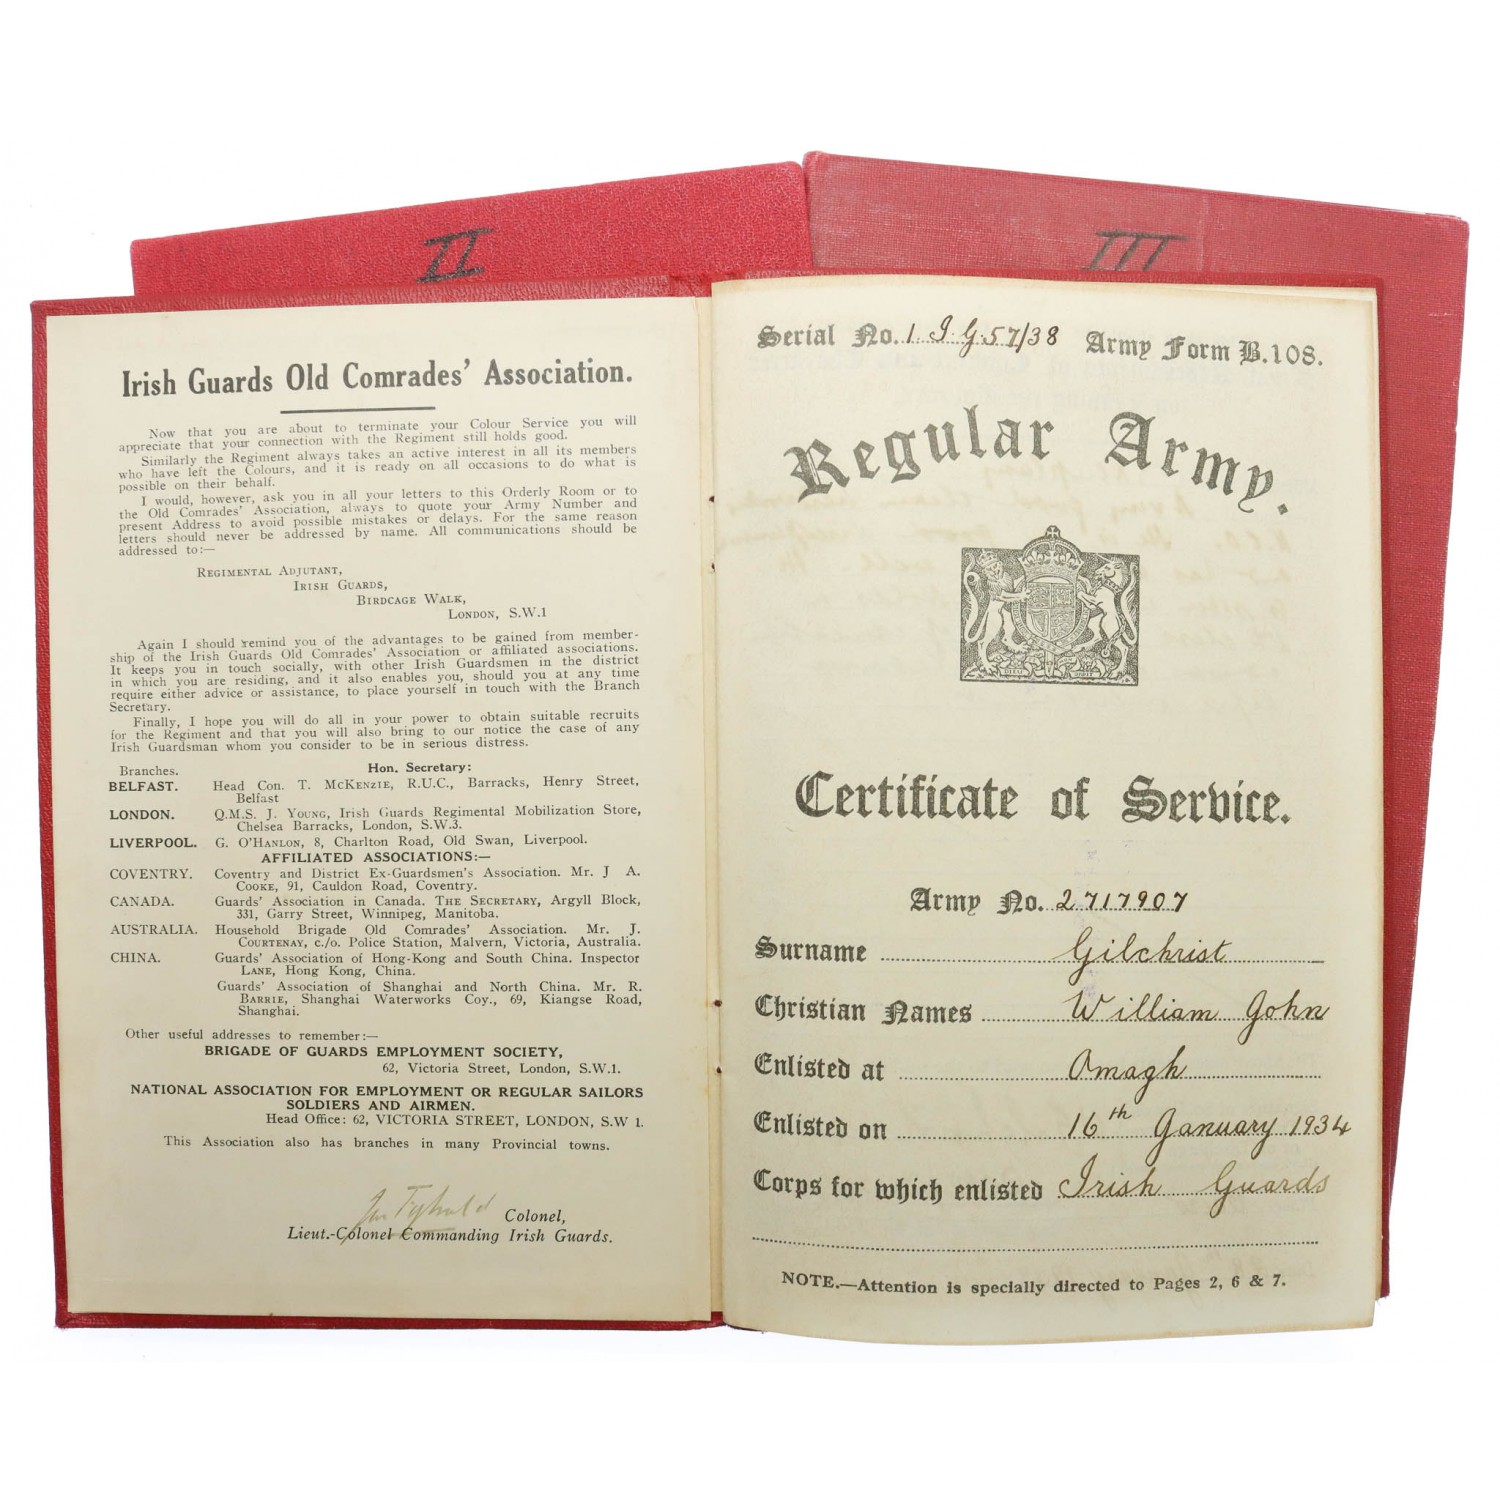 II
III
Irish Guards Old Comrades' Association.
Now that you are about to terminate your Colour Service you will
appreciate that your connection with the Regiment still holds good.
Similarly the Regiment always takes an active interest in all its members
who have left the Colours, and it is ready on all occasions to do what is
possible on their behalf.
I would, however, ask you in all your letters to this Orderly Room or to
the Old Comrades' Association, always to quote your Army Number and
present Address to avoid possible mistakes or delays. For the same reason
letters should never be addressed by name. All communications should be
addressed to:—
Regimental Adjutant,
Irish Guards,
Birdcage Walk,
London, S.W.1
Again I should remind you of the advantages to be gained from member-
ship of the Irish Guards Old Comrades' Association or affiliated associations.
It keeps you in touch socially, with other Irish Guardsmen in the district
in which you are residing, and it also enables you, should you at any time
require either advice or assistance, to place yourself in touch with the Branch
Secretary.
Finally, I hope you will do all in your power to obtain suitable recruits
for the Regiment and that you will also bring to our notice the case of any
Irish Guardsman whom you consider to be in serious distress.
Branches. Hon. Secretary:
BELFAST. Head Con. T. McKenzie, R.U.C., Barracks, Henry Street,
Belfast
LONDON. Q.M.S. J. Young, Irish Guards Regimental Mobilization Store,
Chelsea Barracks, London, S.W.3.
LIVERPOOL. G. O'Hanlon, 8, Charlton Road, Old Swan, Liverpool.
AFFILIATED ASSOCIATIONS:—
COVENTRY. Coventry and District Ex-Guardsmen's Association. Mr. J A.
Cooke, 91, Cauldon Road, Coventry.
CANADA. Guards' Association in Canada. The Secretary, Argyll Block,
331, Garry Street, Winnipeg, Manitoba.
AUSTRALIA. Household Brigade Old Comrades' Association. Mr. J.
Courtenay, c./o. Police Station, Malvern, Victoria, Australia.
CHINA. Guards' Association of Hong-Kong and South China. Inspector
Lane, Hong Kong, China.
Guards' Association of Shanghai and North China. Mr. R.
Barrie, Shanghai Waterworks Coy., 69, Kiangse Road,
Shanghai.
Other useful addresses to remember:—
BRIGADE OF GUARDS EMPLOYMENT SOCIETY,
62, Victoria Street, London, S.W.1.
NATIONAL ASSOCIATION FOR EMPLOYMENT OR REGULAR SAILORS
SOLDIERS AND AIRMEN.
Head Office: 62, VICTORIA STREET, LONDON, S.W 1.
This Association also has branches in many Provincial towns.
Colonel,
Lieut.-Colonel Commanding Irish Guards.
Serial No. 1 I G 57/38 Army Form B.108.
Regular Army.
Certificate of Service.
Army No. 2717907
Surname Gilchrist
Christian Names William John
Enlisted at Omagh
Enlisted on 16th January 1934
Corps for which enlisted Irish Guards
NOTE.—Attention is specially directed to Pages 2, 6 & 7.